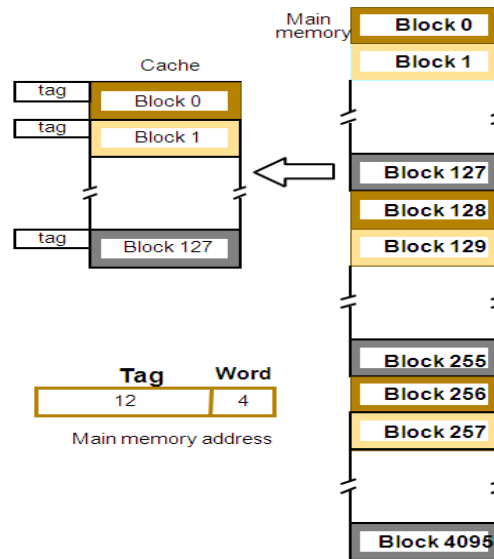 Cache
tag
Block 0
tag
Block 1
tag
Block 127
Tag
Word
12
4
Main memory address
Main
memory
Block 0
Block 1
Block 127
Block 128
Block 129
Block 255
Block 256
Block 257
Block 4095